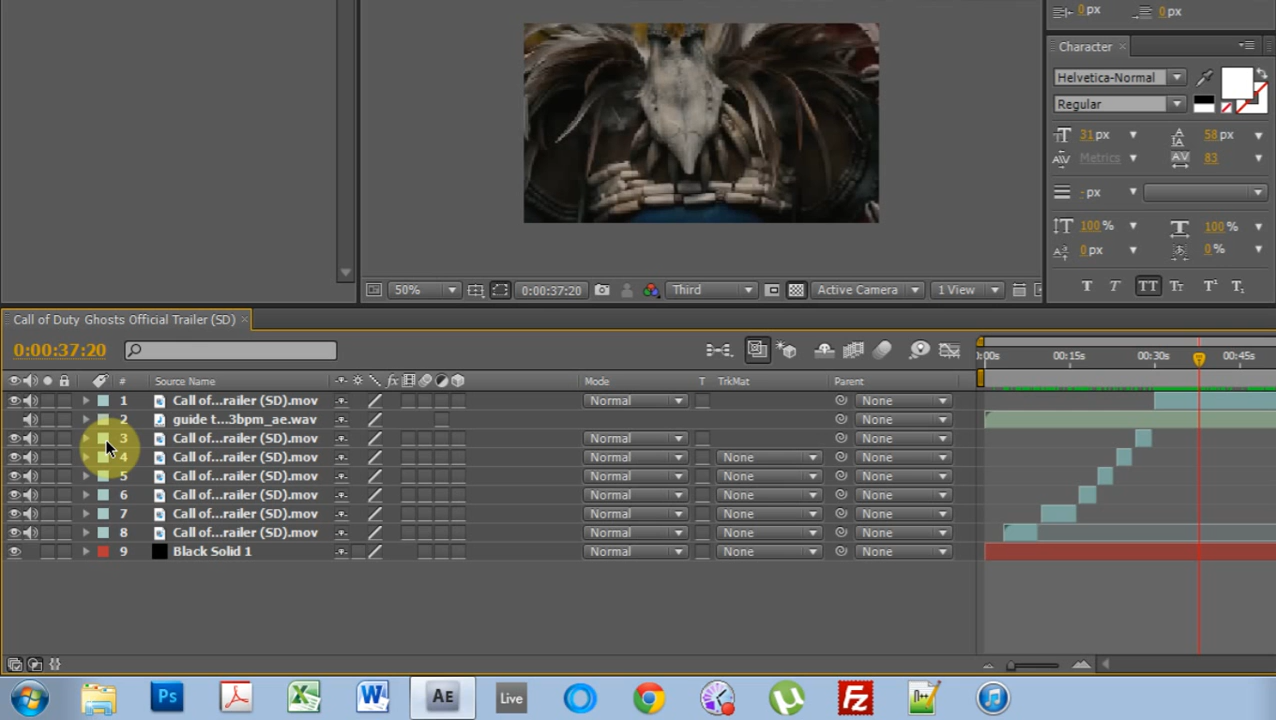 0 px 0 px
Character
Helvetica-Normal
Regular
31 px 58 px
Metrics 83
- px
100 % 100 %
0 px 0 %
T T TT Tr T¹ T₁
50% 0:00:37:20 Third Active Camera 1 View
Call of Duty Ghosts Official Trailer (SD)
0:00:37:20
:00s 00:15s 00:30s 00:45s
# Source Name fx Mode T TrkMat Parent
1 Call of...railer (SD).mov Normal None
2 guide t...3bpm_ae.wav None
3 Call of...railer (SD).mov Normal None
4 Call of...railer (SD).mov Normal None None
5 Call of...railer (SD).mov Normal None None
6 Call of...railer (SD).mov Normal None None
7 Call of...railer (SD).mov Normal None None
8 Call of...railer (SD).mov Normal None None
9 Black Solid 1 Normal None None
Ps X W AE Live µ FZ n++